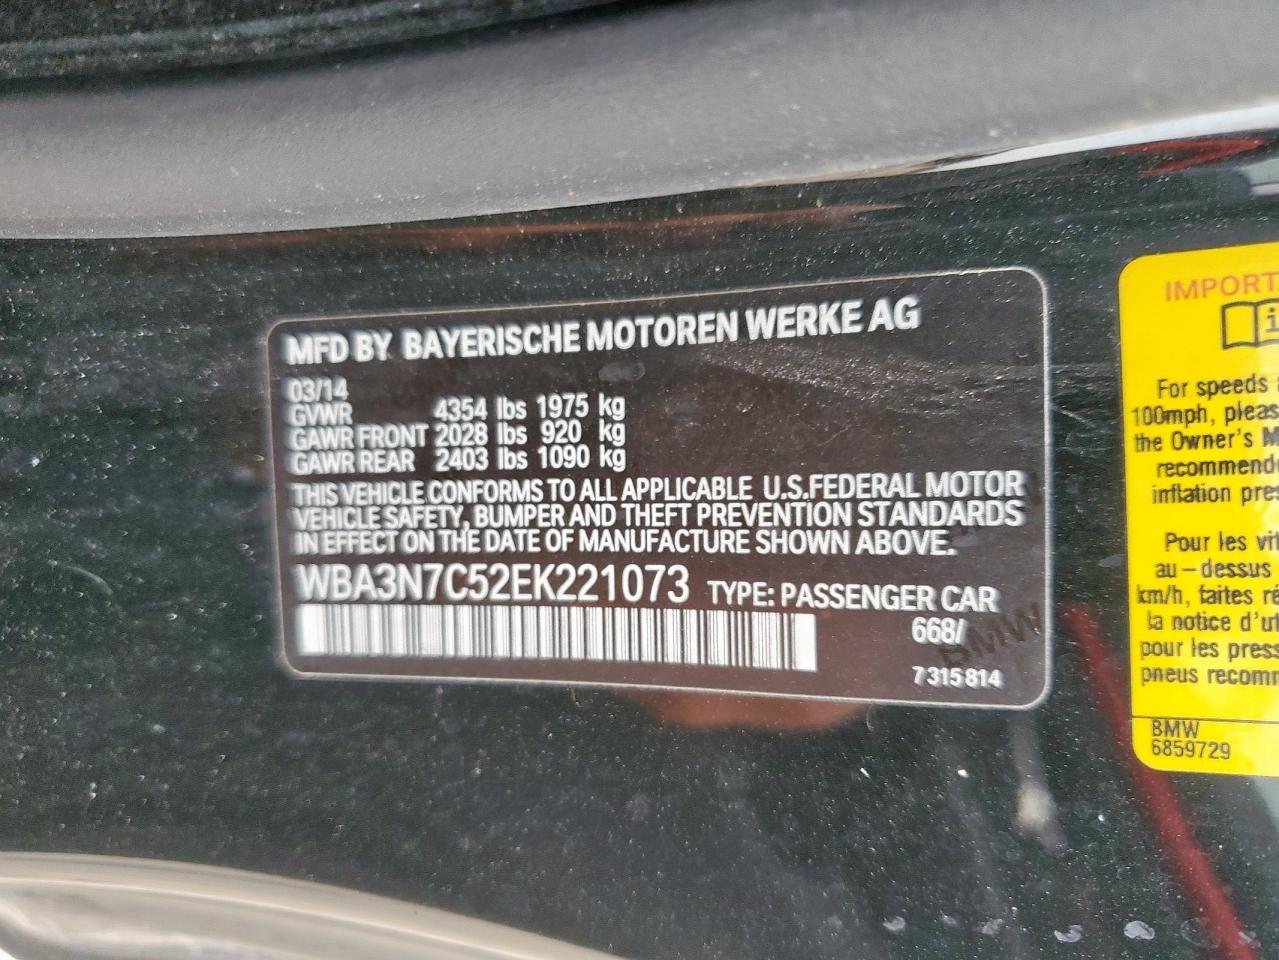 MFD BY BAYERISCHE MOTOREN WERKE AG
03/14
GVWR 4354 lbs 1975 kg
GAWR FRONT 2028 lbs 920 kg
GAWR REAR 2403 lbs 1090 kg
THIS VEHICLE CONFORMS TO ALL APPLICABLE U.S.FEDERAL MOTOR
VEHICLE SAFETY, BUMPER AND THEFT PREVENTION STANDARDS
IN EFFECT ON THE DATE OF MANUFACTURE SHOWN ABOVE.
WBA3N7C52EK221073 TYPE: PASSENGER CAR
668/
BMW
7315814
IMPORT
i
For speeds
100mph, pleas
the Owner's M
recommend
inflation pres
Pour les vit
au-dessus
km/h, faites ré
la notice d'ut
pour les press
pneus recomm
BMW
6859729